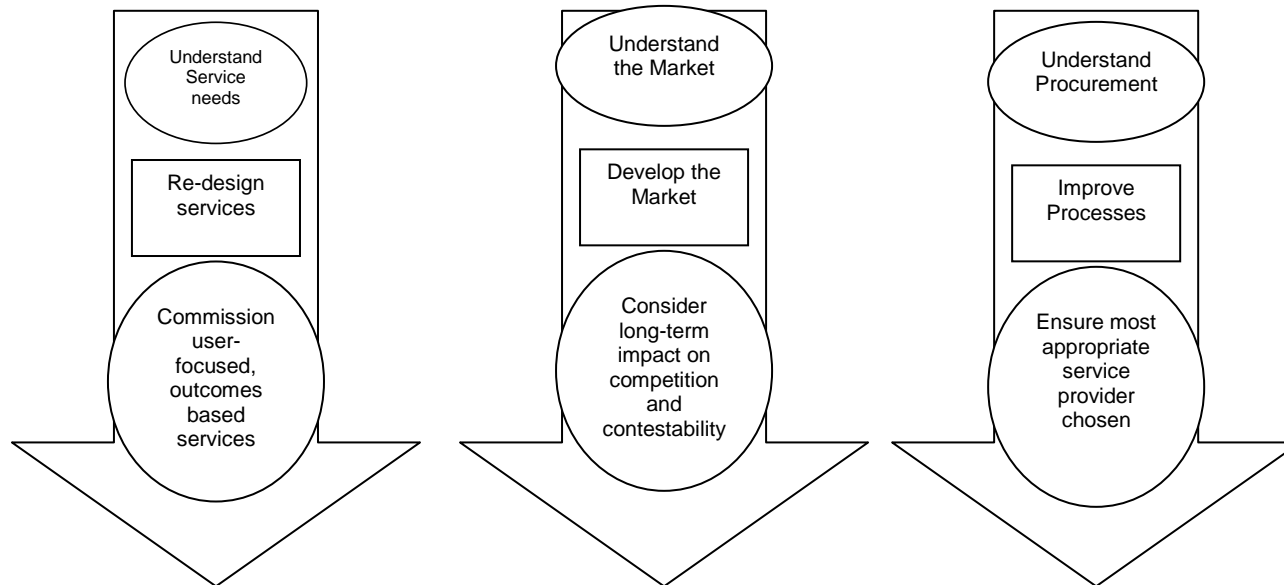 Understand
Service
needs
Re-design
services
Commission
user-
focused,
outcomes
based
services
Understand
the Market
Develop the
Market
Consider
long-term
impact on
competition
and
contestability
Understand
Procurement
Improve
Processes
Ensure most
appropriate
service
provider
chosen